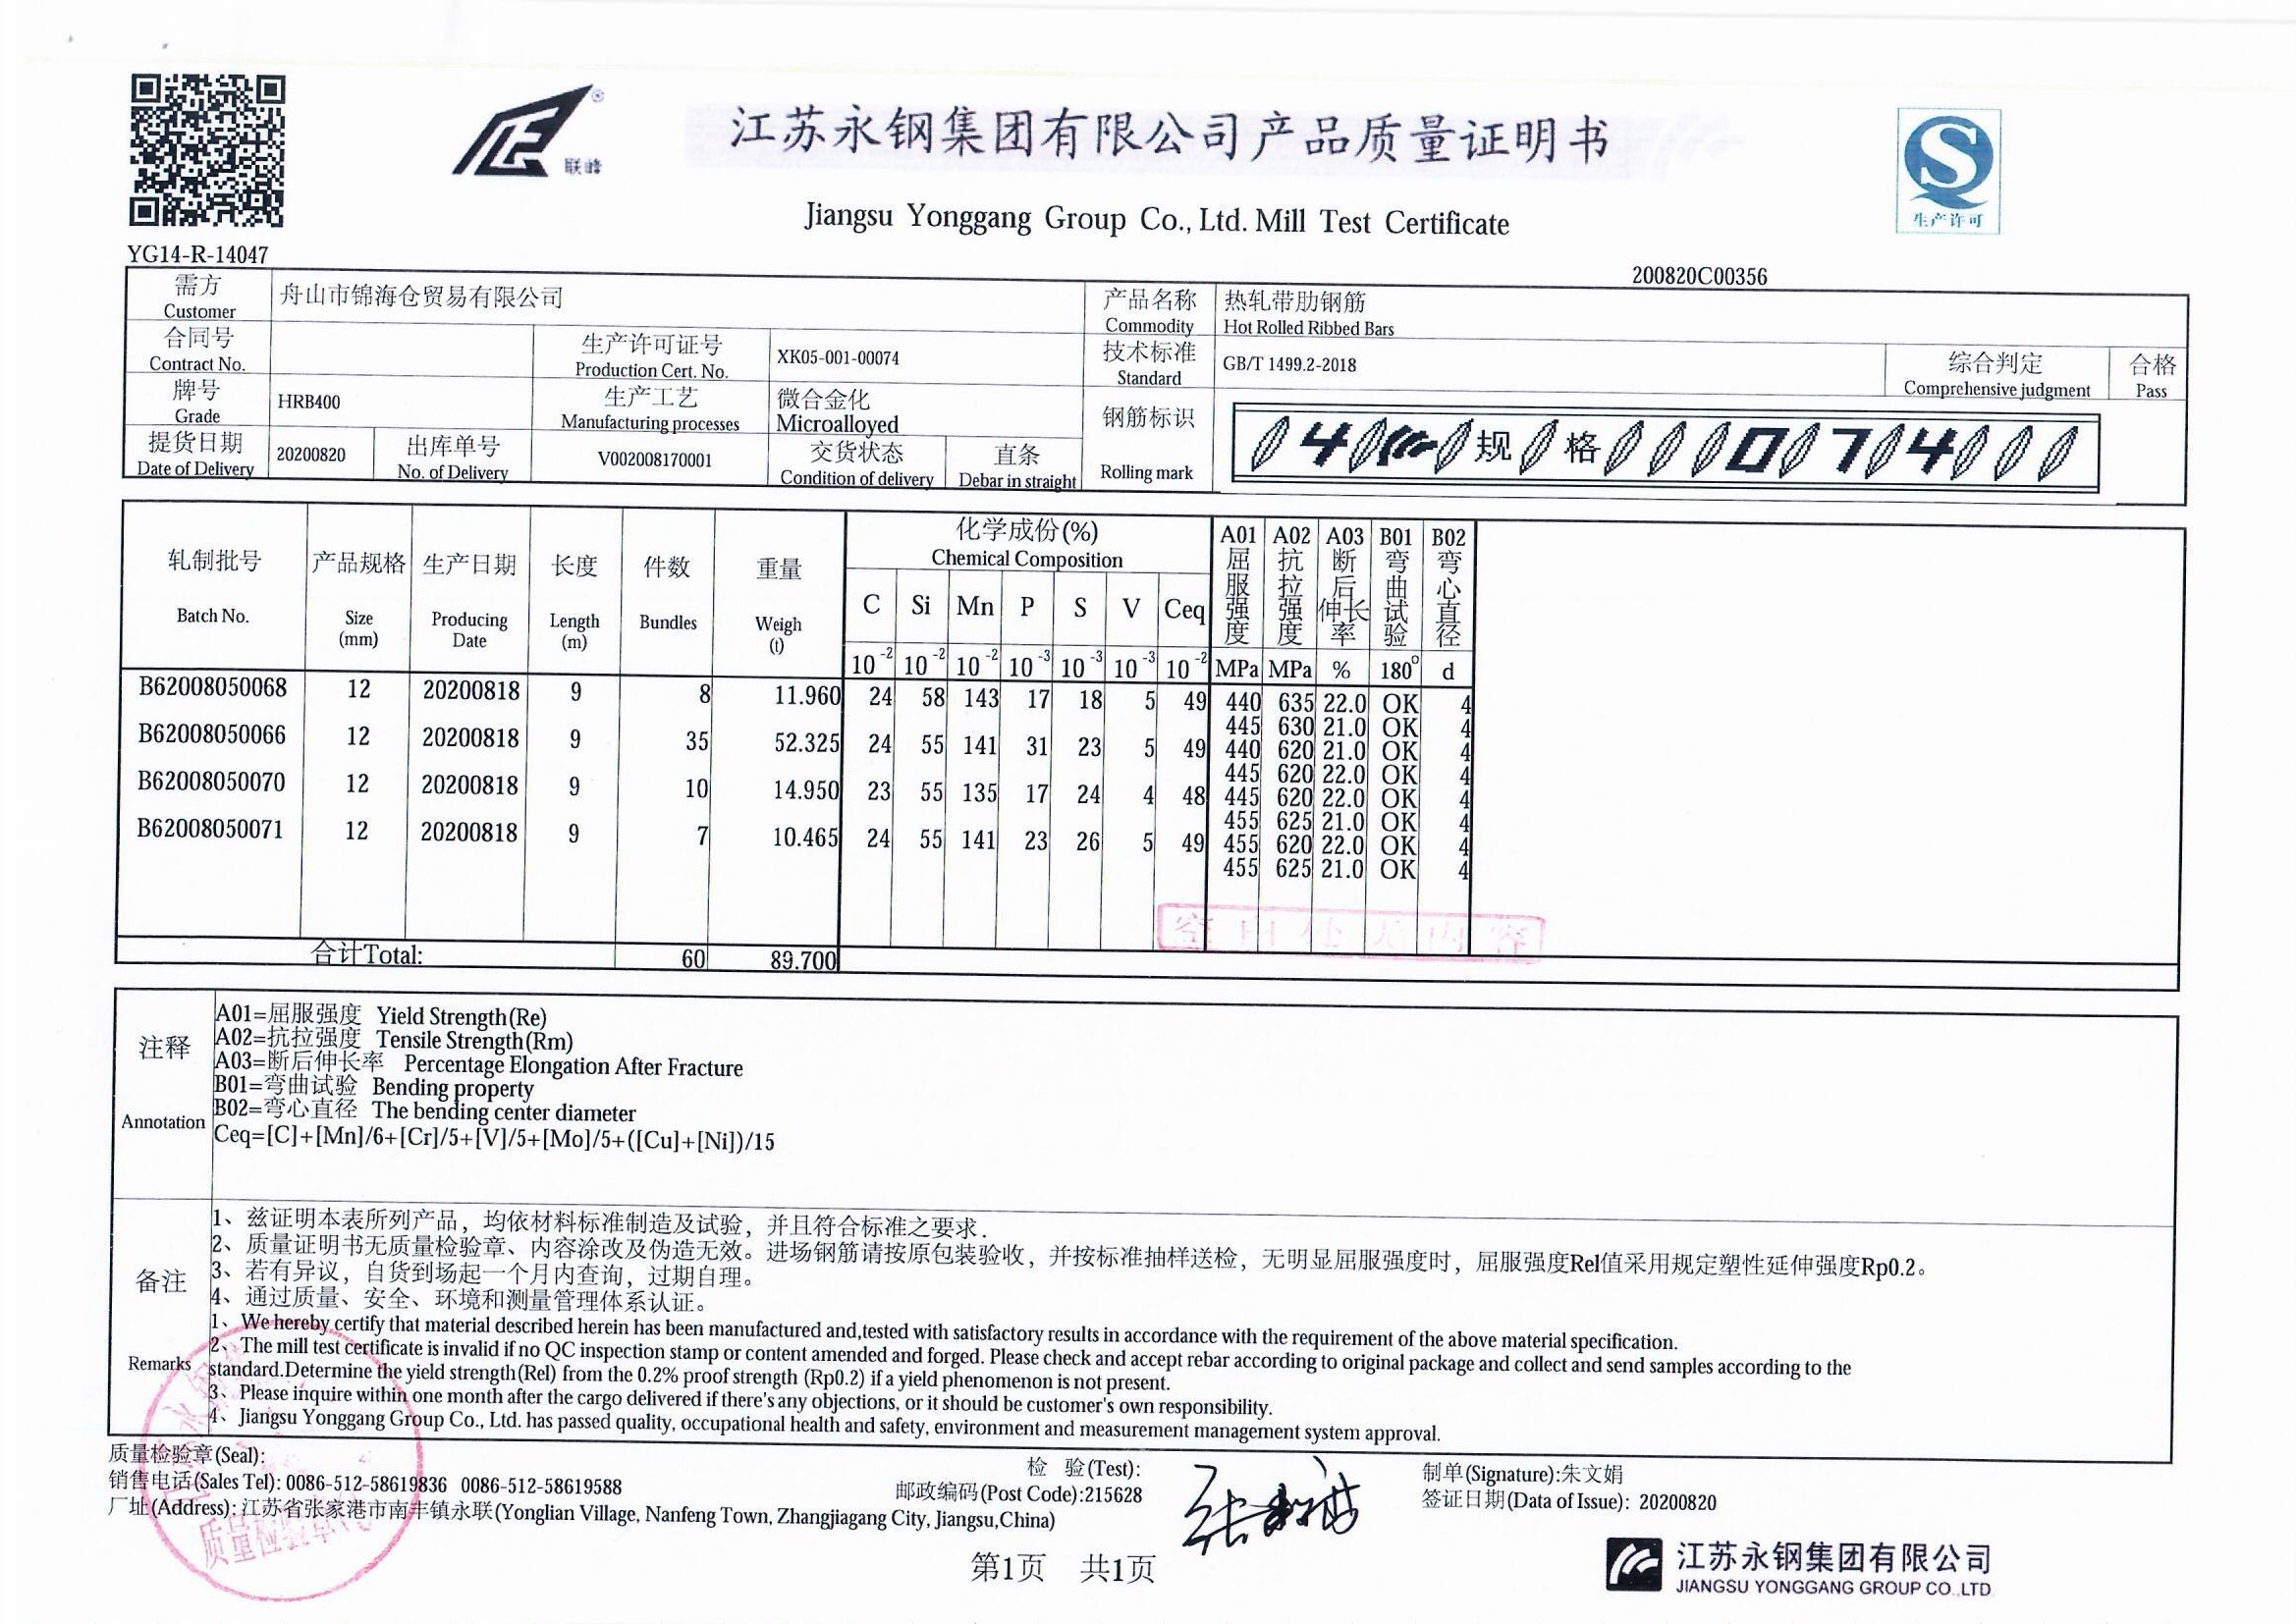 联峰
江苏永钢集团有限公司产品质量证明书
Jiangsu Yonggang Group Co., Ltd. Mill Test Certificate
生产许可
YG14-R-14047
200820C00356
需方 Customer 舟山市锦海仓贸易有限公司 产品名称 Commodity 热轧带肋钢筋 Hot Rolled Ribbed Bars
合同号 Contract No. 生产许可证号 Production Cert. No. XK05-001-00074 技术标准 Standard GB/T 1499.2-2018 综合判定 Comprehensive judgment 合格 Pass
牌号 Grade HRB400 生产工艺 Manufacturing processes 微合金化 Microalloyed 钢筋标识 Rolling mark 4 规 格 0 7 4
提货日期 Date of Delivery 20200820 出库单号 No. of Delivery V002008170001 交货状态 Condition of delivery 直条 Debar in straight
轧制批号 产品规格 生产日期 长度 件数 重量 化学成份(%) A01 A02 A03 B01 B02
Chemical Composition
屈服强度 抗拉强度 断后伸长率 弯曲试验 弯心直径
Batch No. Size (mm) Producing Date Length (m) Bundles Weigh (t) C Si Mn P S V Ceq
10-2 10-2 10-2 10-3 10-3 10-3 10-2 MPa MPa % 180° d
B62008050068 12 20200818 9 8 11.960 24 58 143 17 18 5 49 440 635 22.0 OK 4
445 630 21.0 OK 4
B62008050066 12 20200818 9 35 52.325 24 55 141 31 23 5 49 440 620 21.0 OK 4
445 620 22.0 OK 4
B62008050070 12 20200818 9 10 14.950 23 55 135 17 24 4 48 445 620 22.0 OK 4
455 625 21.0 OK 4
B62008050071 12 20200818 9 7 10.465 24 55 141 23 26 5 49 455 620 22.0 OK 4
455 625 21.0 OK 4
合计Total: 60 89.700
注释 Annotation
A01=屈服强度 Yield Strength(Re)
A02=抗拉强度 Tensile Strength(Rm)
A03=断后伸长率 Percentage Elongation After Fracture
B01=弯曲试验 Bending property
B02=弯心直径 The bending center diameter
Ceq=[C]+[Mn]/6+[Cr]/5+[V]/5+[Mo]/5+([Cu]+[Ni])/15
备注 Remarks
1、兹证明本表所列产品，均依材料标准制造及试验，并且符合标准之要求.
2、质量证明书无质量检验章、内容涂改及伪造无效。进场钢筋请按原包装验收，并按标准抽样送检，无明显屈服强度时，屈服强度Rel值采用规定塑性延伸强度Rp0.2。
3、若有异议，自货到场起一个月内查询，过期自理。
4、通过质量、安全、环境和测量管理体系认证。
1、We hereby certify that material described herein has been manufactured and,tested with satisfactory results in accordance with the requirement of the above material specification.
2、The mill test certificate is invalid if no QC inspection stamp or content amended and forged. Please check and accept rebar according to original package and collect and send samples according to the
standard.Determine the yield strength(Rel) from the 0.2% proof strength (Rp0.2) if a yield phenomenon is not present.
3、Please inquire within one month after the cargo delivered if there's any objections, or it should be customer's own responsibility.
4、Jiangsu Yonggang Group Co., Ltd. has passed quality, occupational health and safety, environment and measurement management system approval.
质量检验章(Seal): 检 验(Test): 制单(Signature):朱文娟
销售电话(Sales Tel): 0086-512-58619836 0086-512-58619588 邮政编码(Post Code):215628 签证日期(Data of Issue): 20200820
厂址(Address): 江苏省张家港市南丰镇永联(Yonglian Village, Nanfeng Town, Zhangjiagang City, Jiangsu,China)
质量检验章
第1页 共1页
江苏永钢集团有限公司
JIANGSU YONGGANG GROUP CO.,LTD